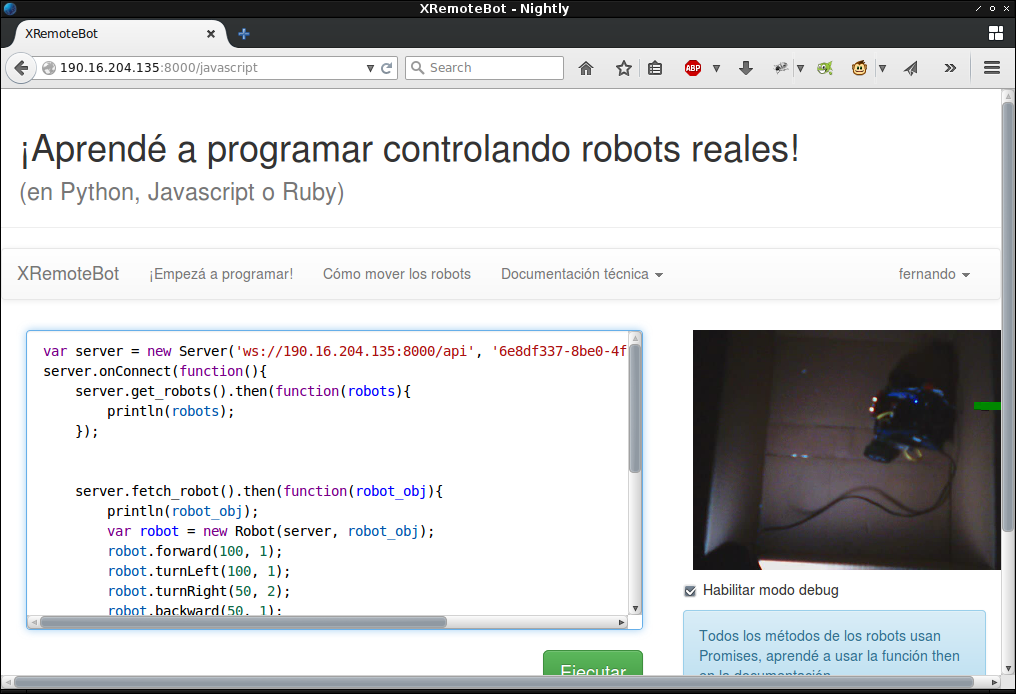 XRemoteBot - Nightly
XRemoteBot
190.16.204.135:8000/javascript
Search
ABP
¡Aprendé a programar controlando robots reales!
(en Python, Javascript o Ruby)
XRemoteBot
¡Empezá a programar!
Cómo mover los robots
Documentación técnica
fernando
var server = new Server('ws://190.16.204.135:8000/api', '6e8df337-8be0-4f
server.onConnect(function(){
server.get_robots().then(function(robots){
println(robots);
});
server.fetch_robot().then(function(robot_obj){
println(robot_obj);
var robot = new Robot(server, robot_obj);
robot.forward(100, 1);
robot.turnLeft(100, 1);
robot.turnRight(50, 2);
robot.backward(50, 1);
Ejecutar
Habilitar modo debug
Todos los métodos de los robots usan
Promises, aprendé a usar la función then
en la documentación